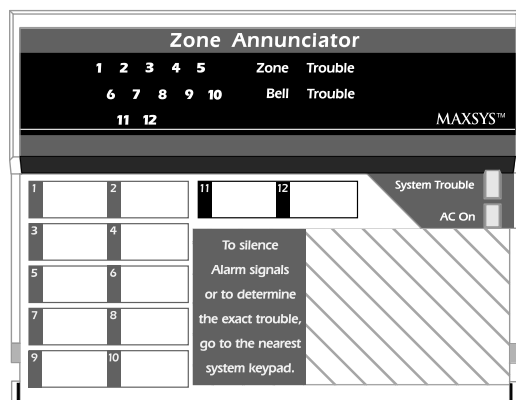 Zone Annunciator
1 2 3 4 5 Zone Trouble
6 7 8 9 10 Bell Trouble
11 12
MAXSYS™
1 2 11 12
System Trouble
AC On
3 4
5 6
7 8
9 10
To silence
Alarm signals
or to determine
the exact trouble,
go to the nearest
system keypad.